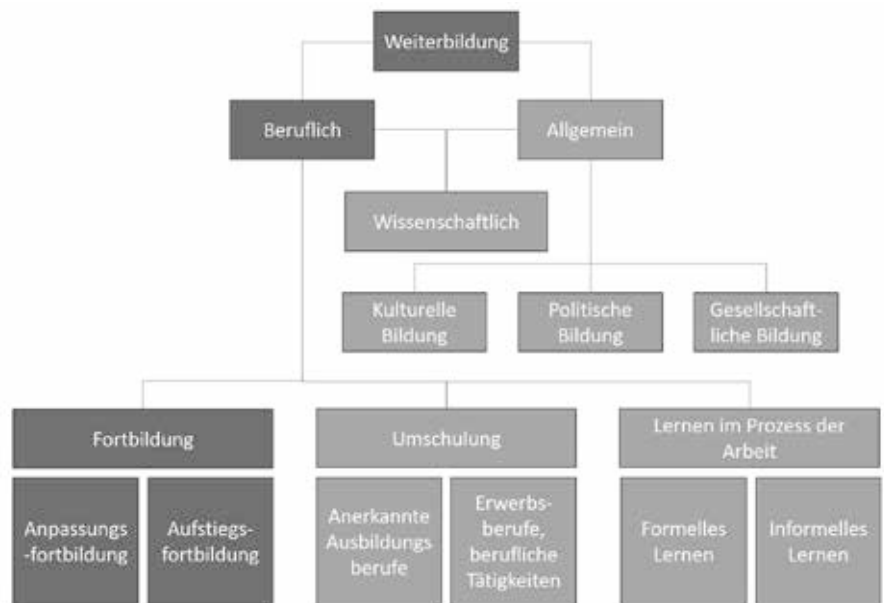 Weiterbildung
Beruflich
Allgemein
Wissenschaftlich
Kulturelle
Bildung
Politische
Bildung
Gesellschaft-
liche Bildung
Fortbildung
Umschulung
Lernen im Prozess der
Arbeit
Anpassungs
-fortbildung
Aufstiegs-
fortbildung
Anerkannte
Ausbildungs
berufe
Erwerbs-
berufe,
berufliche
Tätigkeiten
Formelles
Lernen
Informelles
Lernen